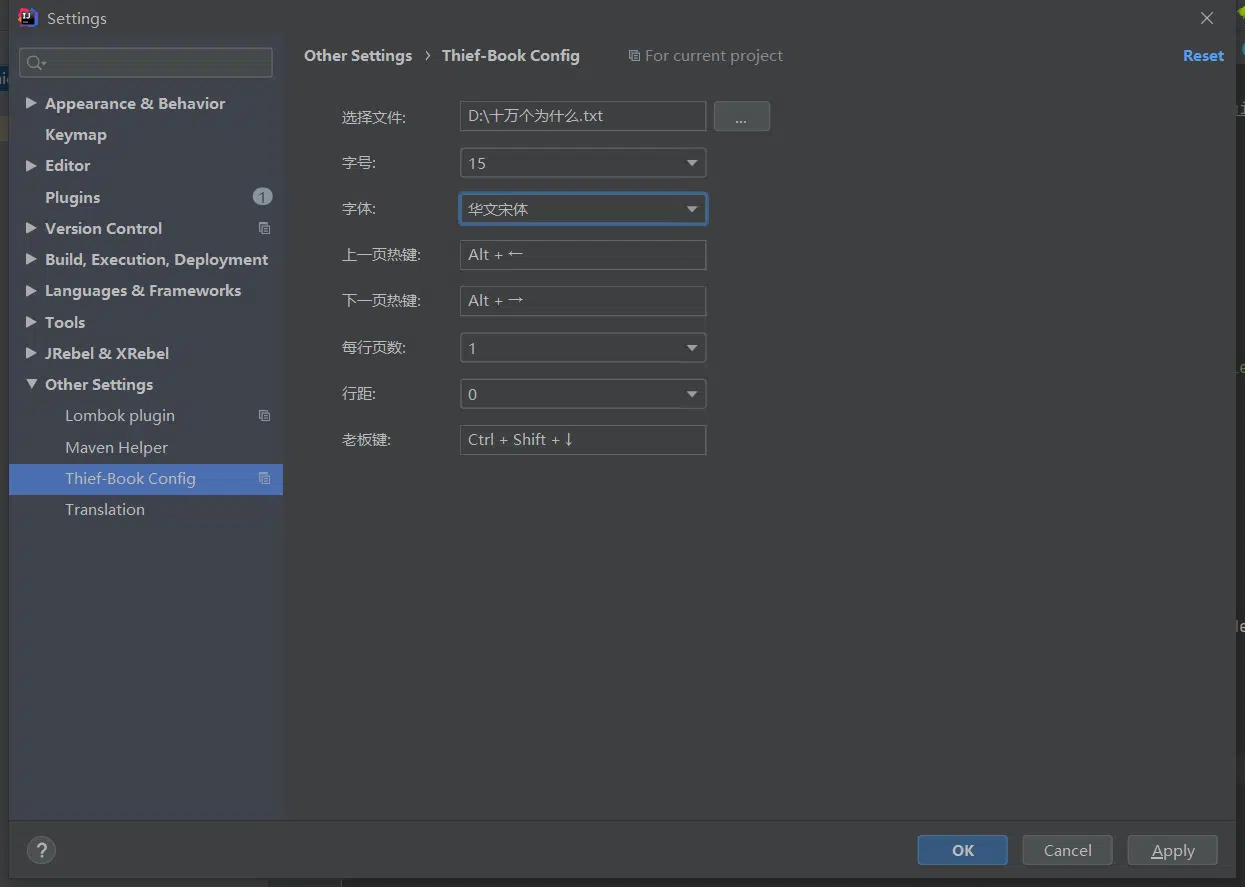 Settings
Other Settings › Thief-Book Config
For current project
Reset
Appearance & Behavior
Keymap
Editor
Plugins
1
Version Control
Build, Execution, Deployment
Languages & Frameworks
Tools
JRebel & XRebel
Other Settings
Lombok plugin
Maven Helper
Thief-Book Config
Translation
选择文件: D:\十万个为什么.txt ...
字号: 15
字体: 华文宋体
上一页热键: Alt + ←
下一页热键: Alt + →
每行页数: 1
行距: 0
老板键: Ctrl + Shift + ↓
?
OK
Cancel
Apply